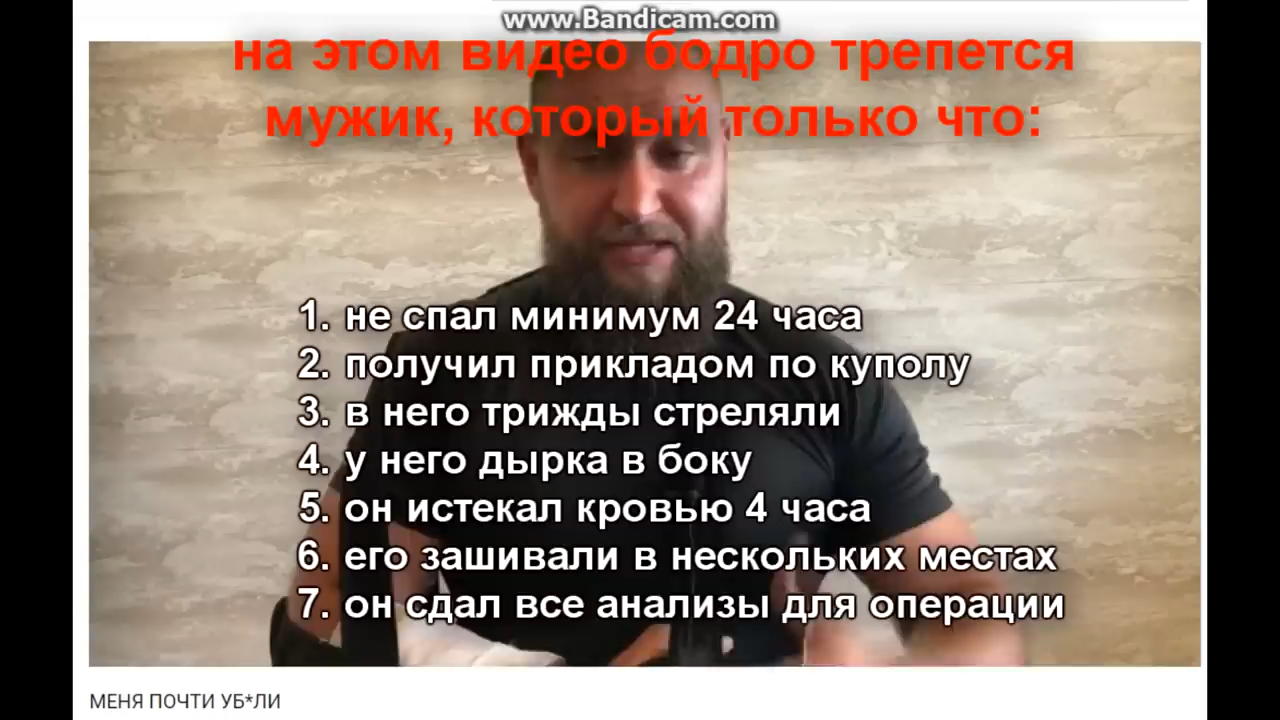 www.Bandicam.com
на этом видео бодро трепется
мужик, который только что:
1. не спал минимум 24 часа
2. получил прикладом по куполу
3. в него трижды стреляли
4. у него дырка в боку
5. он истекал кровью 4 часа
6. его зашивали в нескольких местах
7. он сдал все анализы для операции
МЕНЯ ПОЧТИ УБ*ЛИ